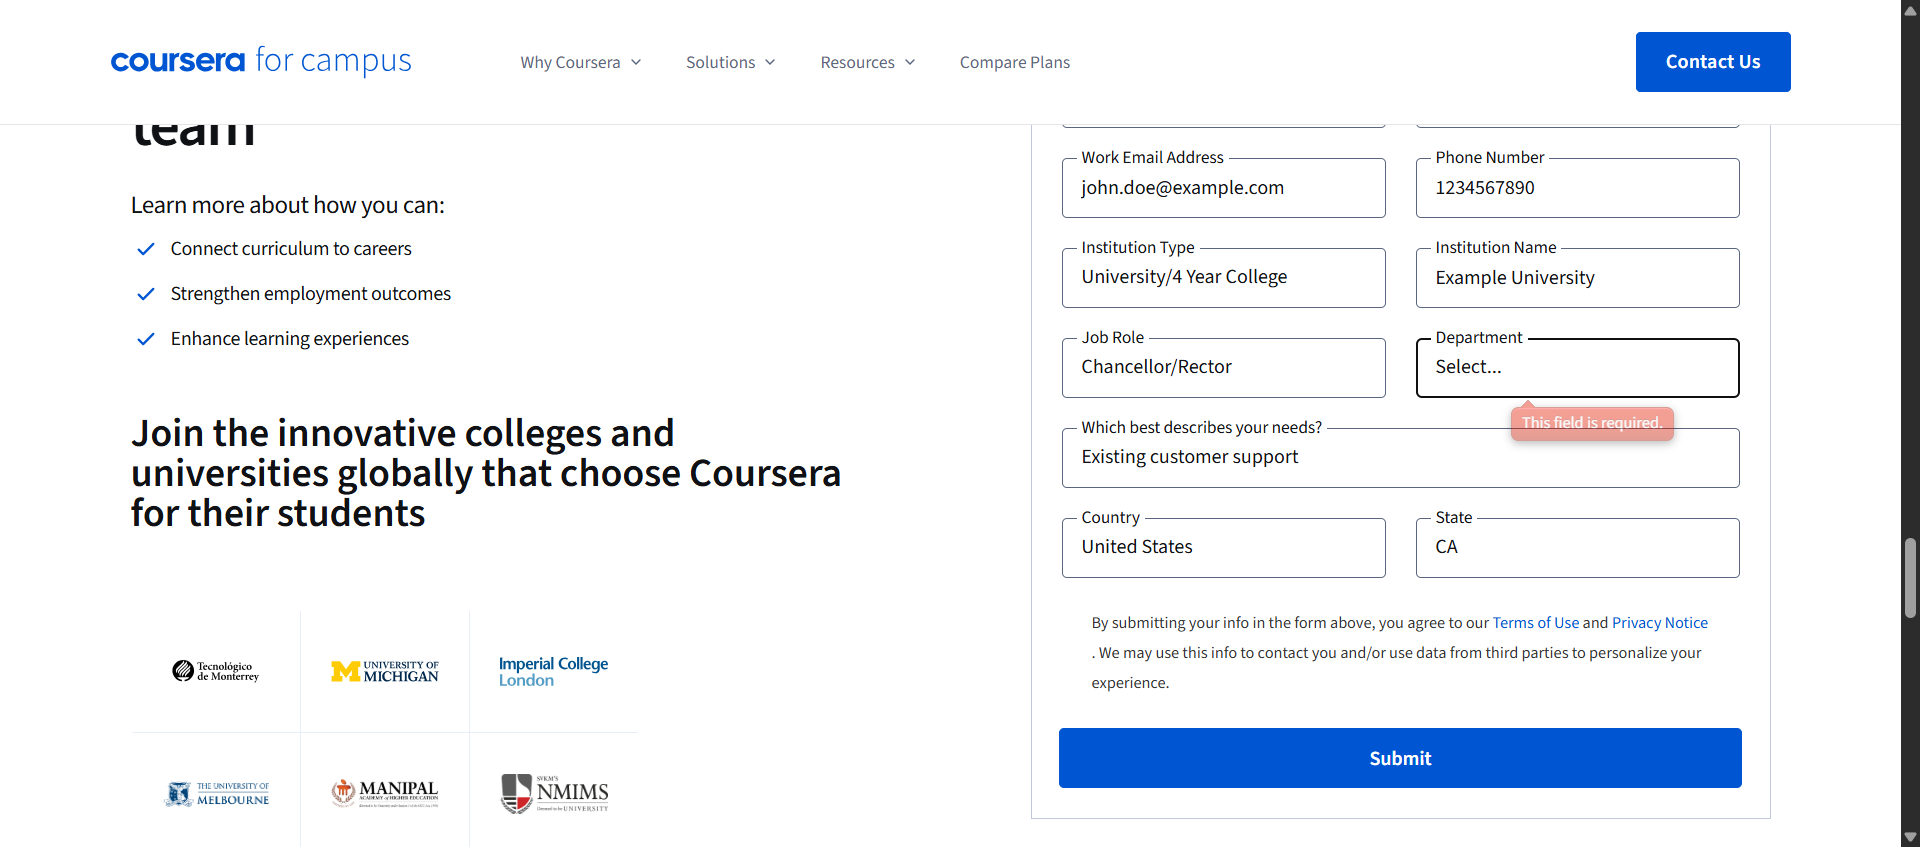 coursera for campus
Why Coursera
Solutions
Resources
Compare Plans
Contact Us
team
Learn more about how you can:
Connect curriculum to careers
Strengthen employment outcomes
Enhance learning experiences
Join the innovative colleges and
universities globally that choose Coursera
for their students
Tecnológico
de Monterrey
UNIVERSITY OF
MICHIGAN
Imperial College
London
THE UNIVERSITY OF
MELBOURNE
MANIPAL
ACADEMY of HIGHER EDUCATION
SVKM'S
NMIMS
Deemed to be UNIVERSITY
Work Email Address
john.doe@example.com
Phone Number
1234567890
Institution Type
University/4 Year College
Institution Name
Example University
Job Role
Chancellor/Rector
Department
Select...
This field is required.
Which best describes your needs?
Existing customer support
Country
United States
State
CA
By submitting your info in the form above, you agree to our Terms of Use and Privacy Notice
. We may use this info to contact you and/or use data from third parties to personalize your
experience.
Submit